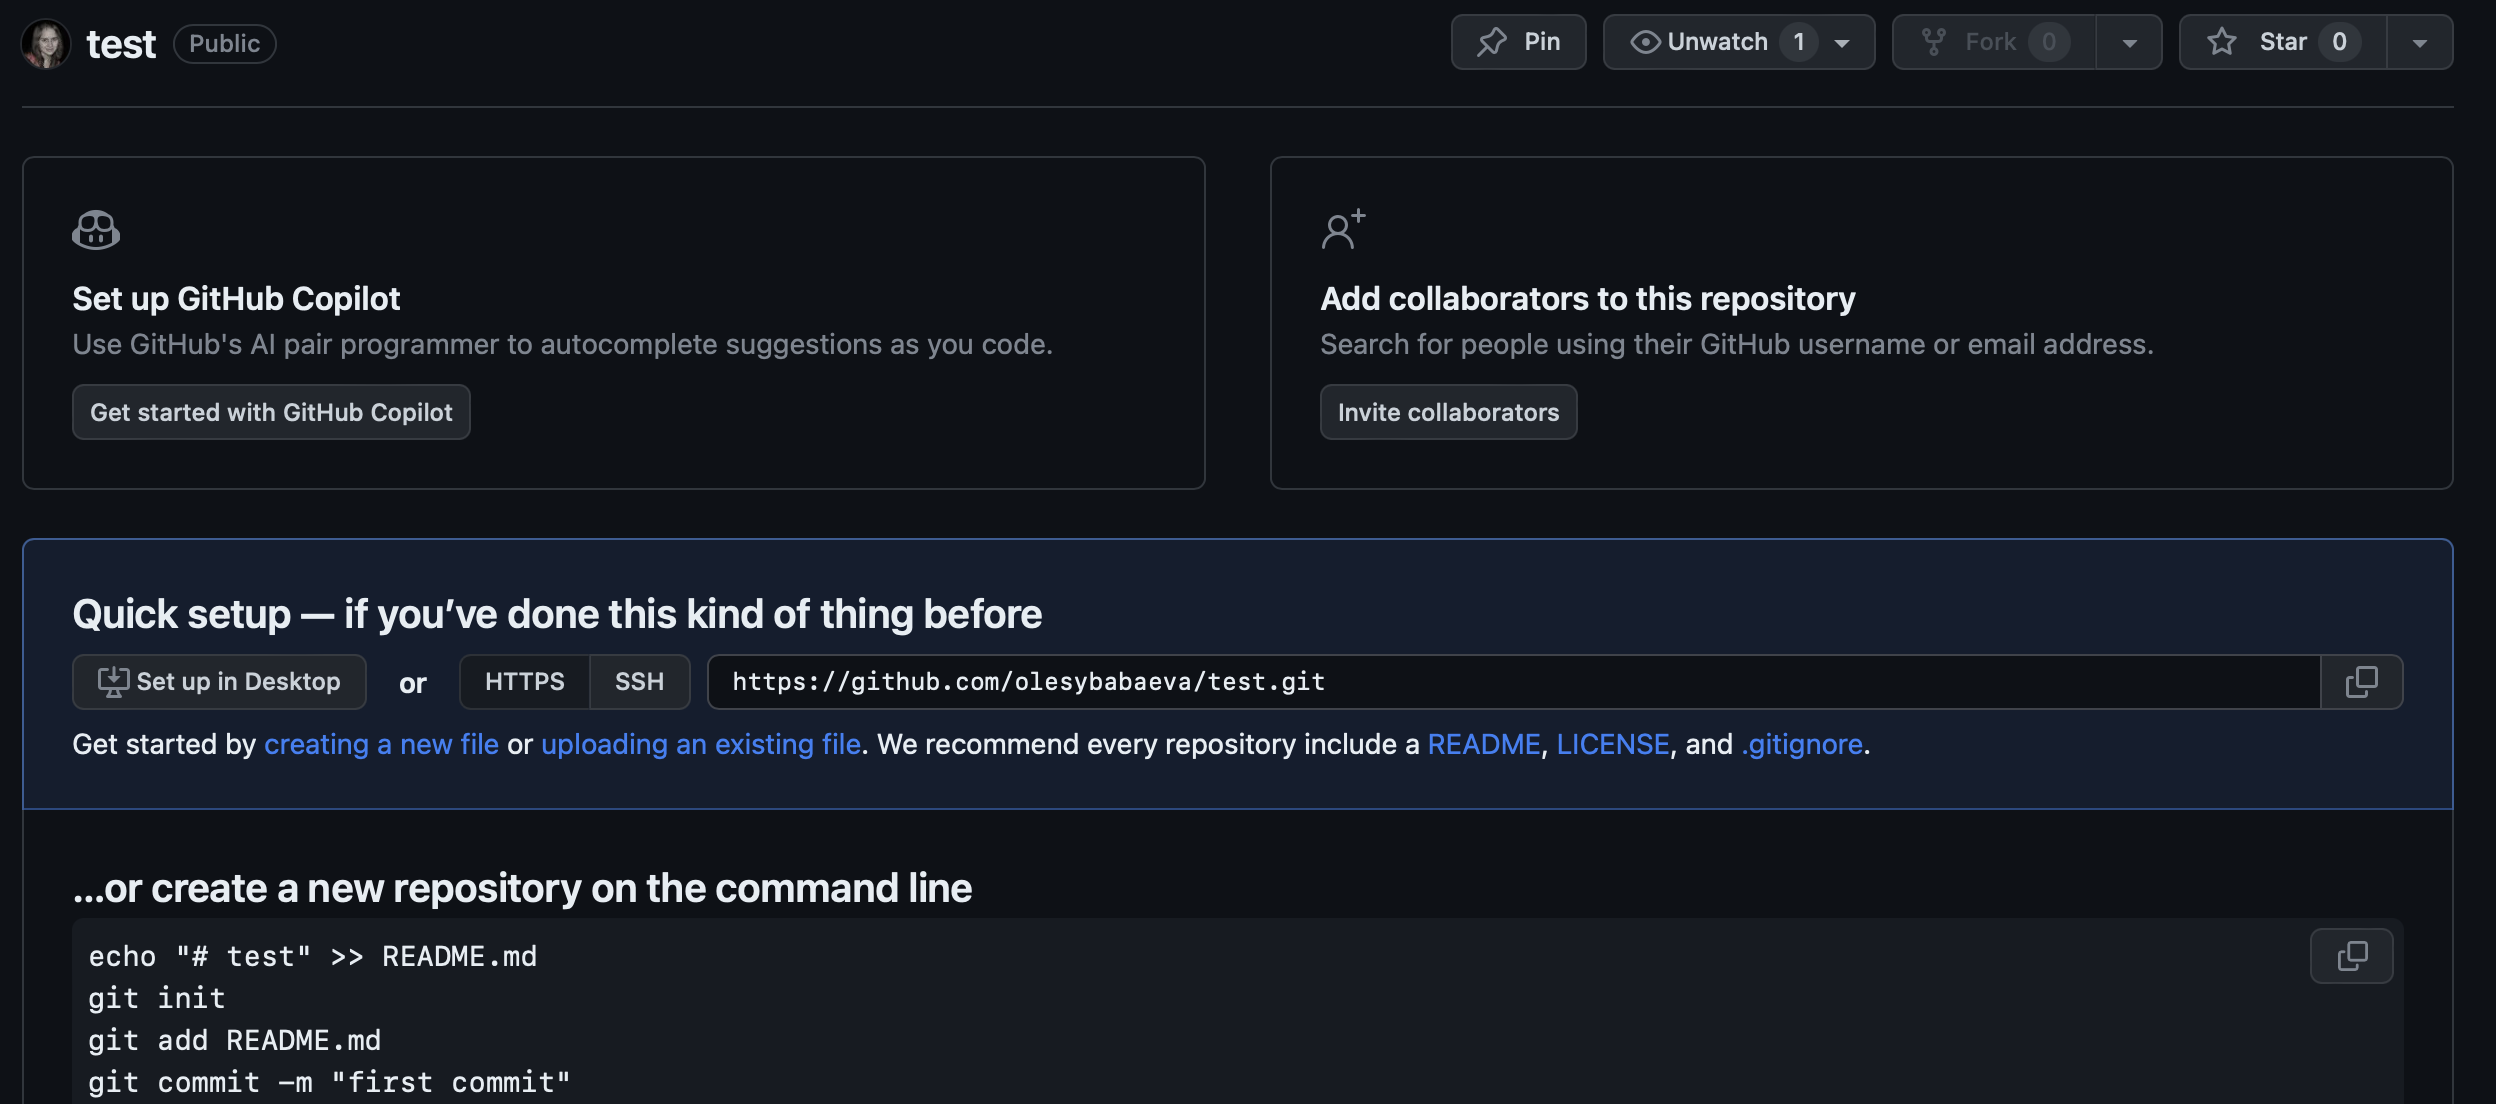 test Public Pin Unwatch 1 Fork 0 Star 0
Set up GitHub Copilot
Use GitHub's AI pair programmer to autocomplete suggestions as you code.
Get started with GitHub Copilot
Add collaborators to this repository
Search for people using their GitHub username or email address.
Invite collaborators
Quick setup — if you’ve done this kind of thing before
Set up in Desktop or HTTPS SSH https://github.com/olesybabaeva/test.git
Get started by creating a new file or uploading an existing file. We recommend every repository include a README, LICENSE, and .gitignore.
…or create a new repository on the command line
echo "# test" >> README.md
git init
git add README.md
git commit -m "first commit"